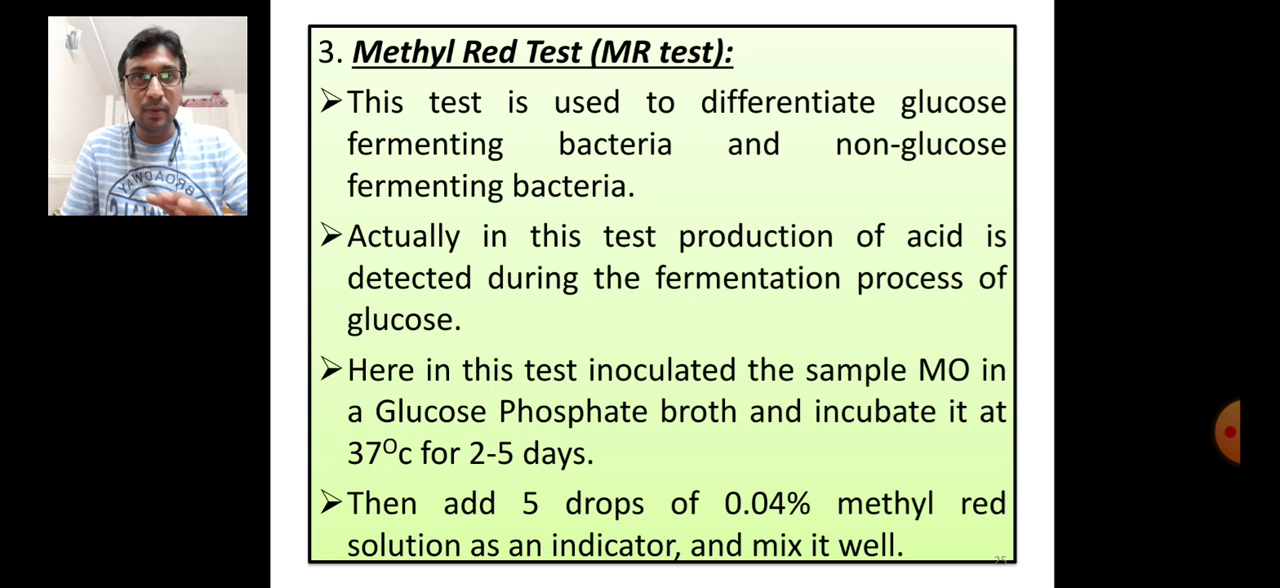 3. Methyl Red Test (MR test):
➢This test is used to differentiate glucose
fermenting bacteria and non-glucose
fermenting bacteria.
➢Actually in this test production of acid is
detected during the fermentation process of
glucose.
➢Here in this test inoculated the sample MO in
a Glucose Phosphate broth and incubate it at
37⁰c for 2-5 days.
➢Then add 5 drops of 0.04% methyl red
solution as an indicator, and mix it well.
25
BROADWAY